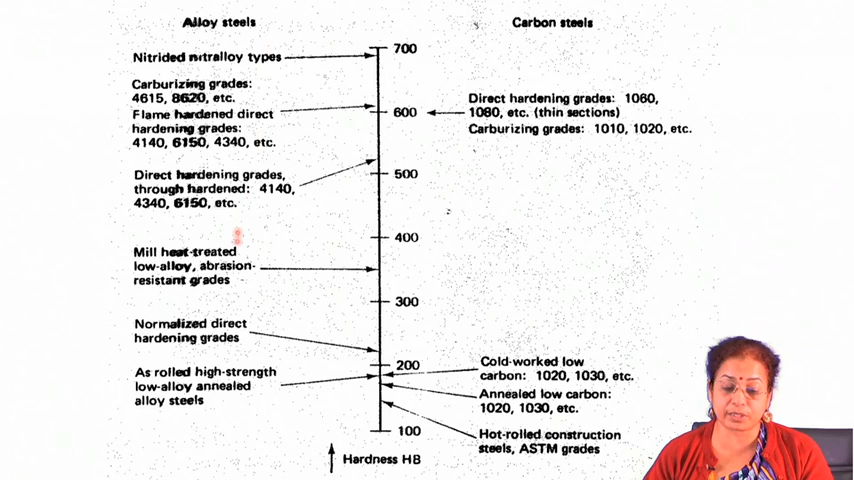 Alloy steels
Nitrided nitralloy types
Carburizing grades:
4615, 8620, etc.
Flame hardened direct
hardening grades:
4140, 6150, 4340, etc.
Direct hardening grades,
through hardened: 4140,
4340, 6150, etc.
Mill heat-treated
low-alloy, abrasion-
resistant grades
Normalized direct
hardening grades
As rolled high-strength
low-alloy annealed
alloy steels
700
600
500
400
300
200
100
Hardness HB
Carbon steels
Direct hardening grades: 1060,
1080, etc. (thin sections)
Carburizing grades: 1010, 1020, etc.
Cold-worked low
carbon: 1020, 1030, etc.
Annealed low carbon:
1020, 1030, etc.
Hot-rolled construction
steels, ASTM grades